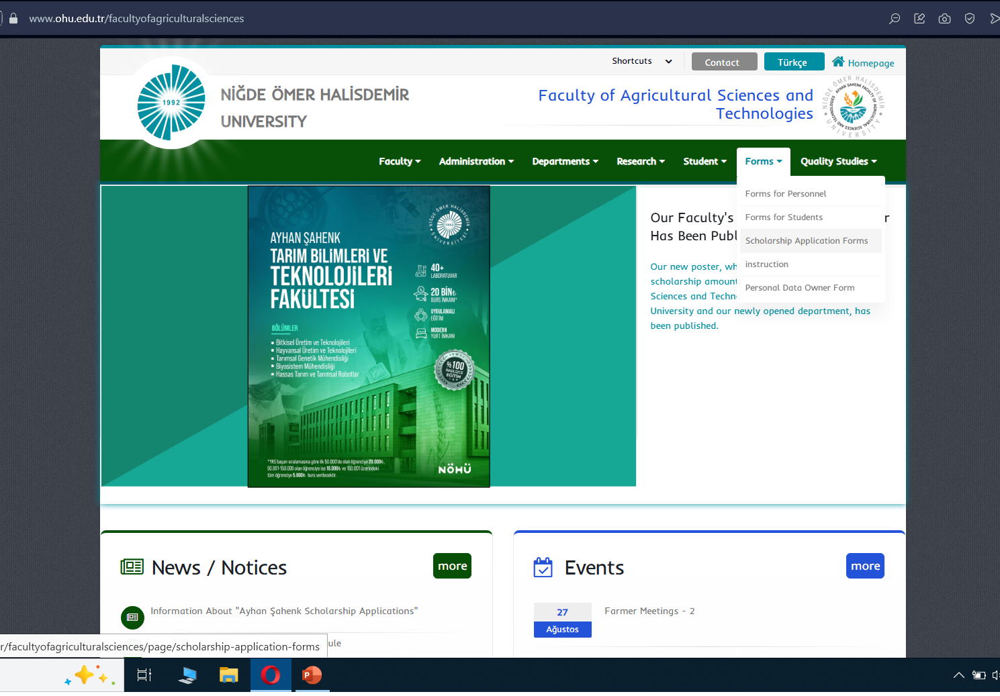 www.ohu.edu.tr/facultyofagriculturalsciences
Shortcuts
Contact
Türkçe
Homepage
1992
NİĞDE ÖMER HALİSDEMİR
UNIVERSITY
Faculty of Agricultural Sciences and
Technologies
NİĞDE ÖMER HALİSDEMİR
UNIVERSITY
AYHAN ŞAHENK FACULTY OF AGRICULTURAL SCIENCES AND TECHNOLOGIES
Faculty
Administration
Departments
Research
Student
Forms
Quality Studies
Forms for Personnel
Forms for Students
Scholarship Application Forms
instruction
Personal Data Owner Form
NİĞDE ÖMER HALİSDEMİR
ÜNİVERSİTESİ
1992
AYHAN ŞAHENK
TARIM BİLİMLERİ VE
TEKNOLOJİLERİ
FAKÜLTESİ
40+
LABORATUVAR
20 BİN₺
BURS İMKANI*
UYGULAMALI
EĞİTİM
MODERN
YURT İMKANI
BÖLÜMLER
Bitkisel Üretim ve Teknolojileri
Hayvansal Üretim ve Teknolojileri
Tarımsal Genetik Mühendisliği
Biyosistem Mühendisliği
Hassas Tarım ve Tarımsal Robotlar
%100
İNGİLİZCE
EĞİTİM
*YKS başarı sıralamasına göre ilk 50.000'de olan öğrenciye 20.000₺,
50.001-150.000 olan öğrenciye ise 10.000₺ ve 150.001 üzerindeki
tüm öğrenciye 5.000₺ burs verilecektir.
NÖHÜ
Our Faculty's r
Has Been Publ
Our new poster, wh
scholarship amount
Sciences and Techn
University and our newly opened department, has
been published.
News / Notices
more
Information About "Ayhan Şahenk Scholarship Applications"
ule
Events
more
27
Ağustos
Farmer Meetings - 2
r/facultyofagriculturalsciences/page/scholarship-application-forms